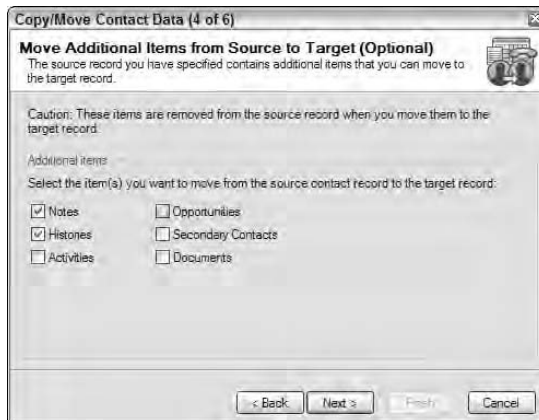 Copy/Move Contact Data (4 of 6)
Move Additional Items from Source to Target (Optional)
The source record you have specified contains additional items that you can move to
the target record.
Caution: These items are removed from the source record when you move them to the
target record.
Additional items
Select the item(s) you want to move from the source contact record to the target record:
Notes
Opportunities
Histories
Secondary Contacts
Activities
Documents
< Back
Next >
Finish
Cancel